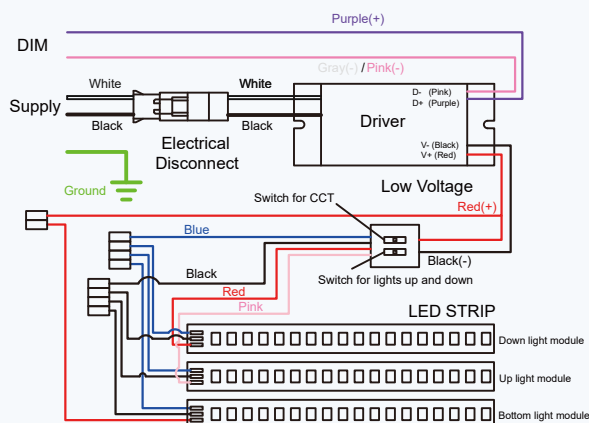 Purple(+)
DIM
Gray(-) / Pink(-)
White
White
D- (Pink)
D+ (Purple)
Supply
Driver
Black
Black
Electrical
Disconnect
V- (Black)
V+ (Red)
Ground
Low Voltage
Switch for CCT
Red(+)
Blue
Black(-)
Black
Switch for lights up and down
Red
Pink
LED STRIP
Down light module
Up light module
Bottom light module